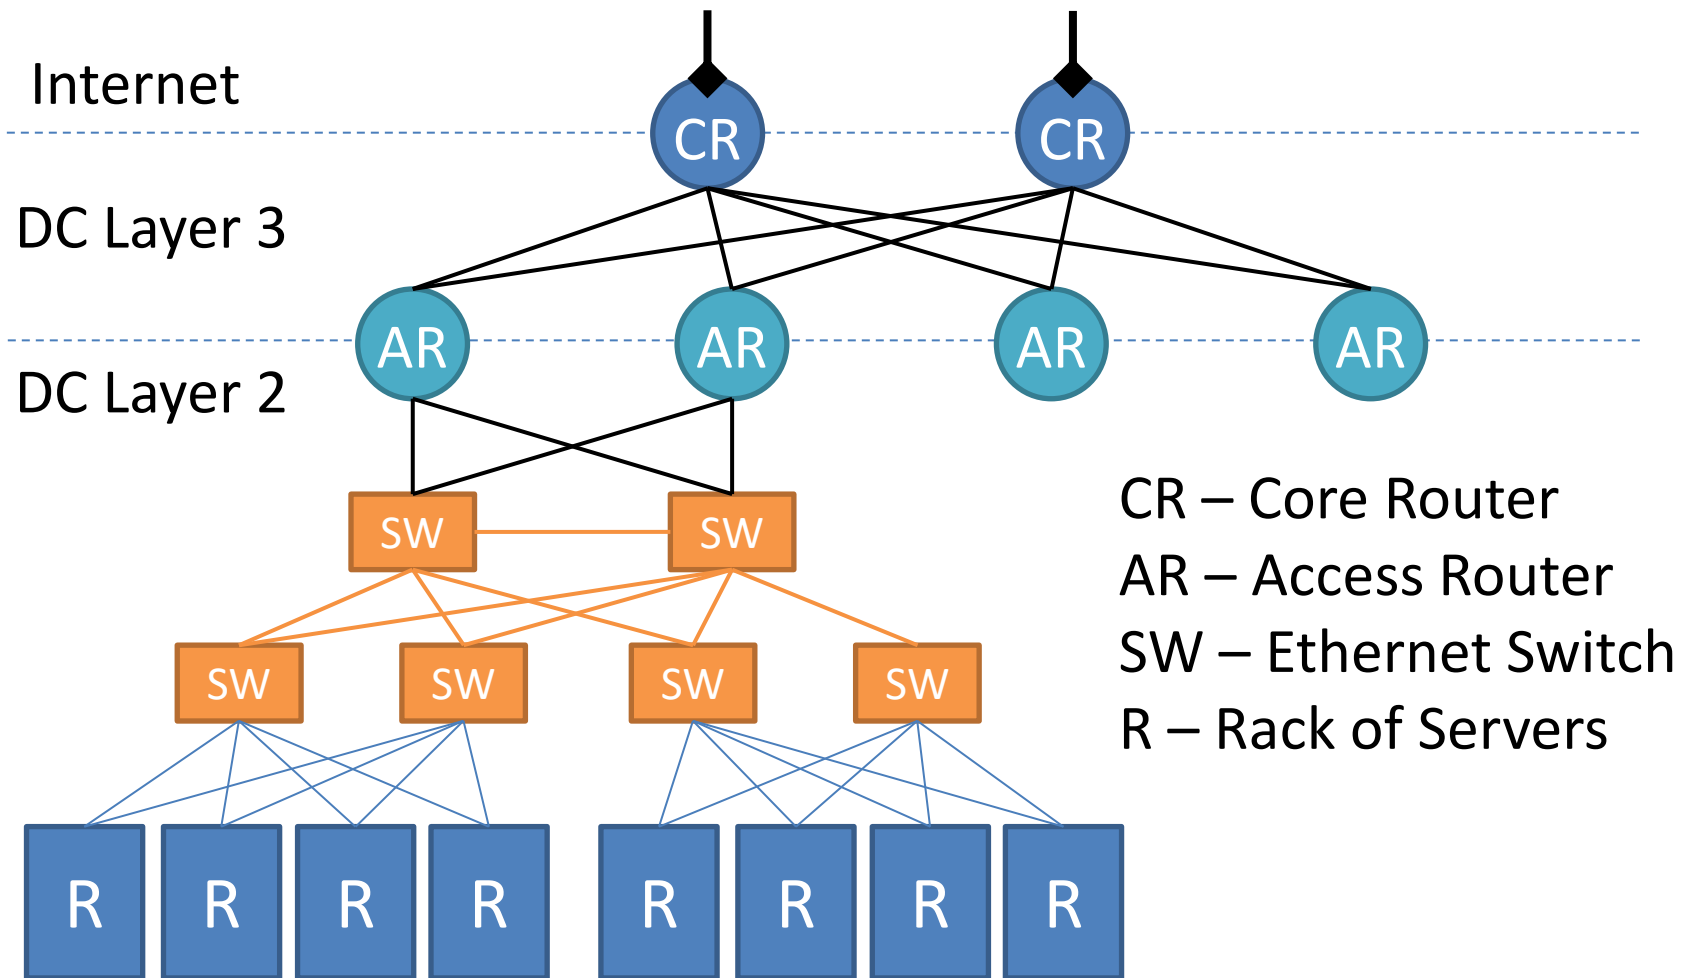 Internet
CR CR
DC Layer 3
AR AR AR AR
DC Layer 2
SW SW
CR – Core Router
AR – Access Router
SW – Ethernet Switch
R – Rack of Servers
SW SW SW SW
R R R R R R R R